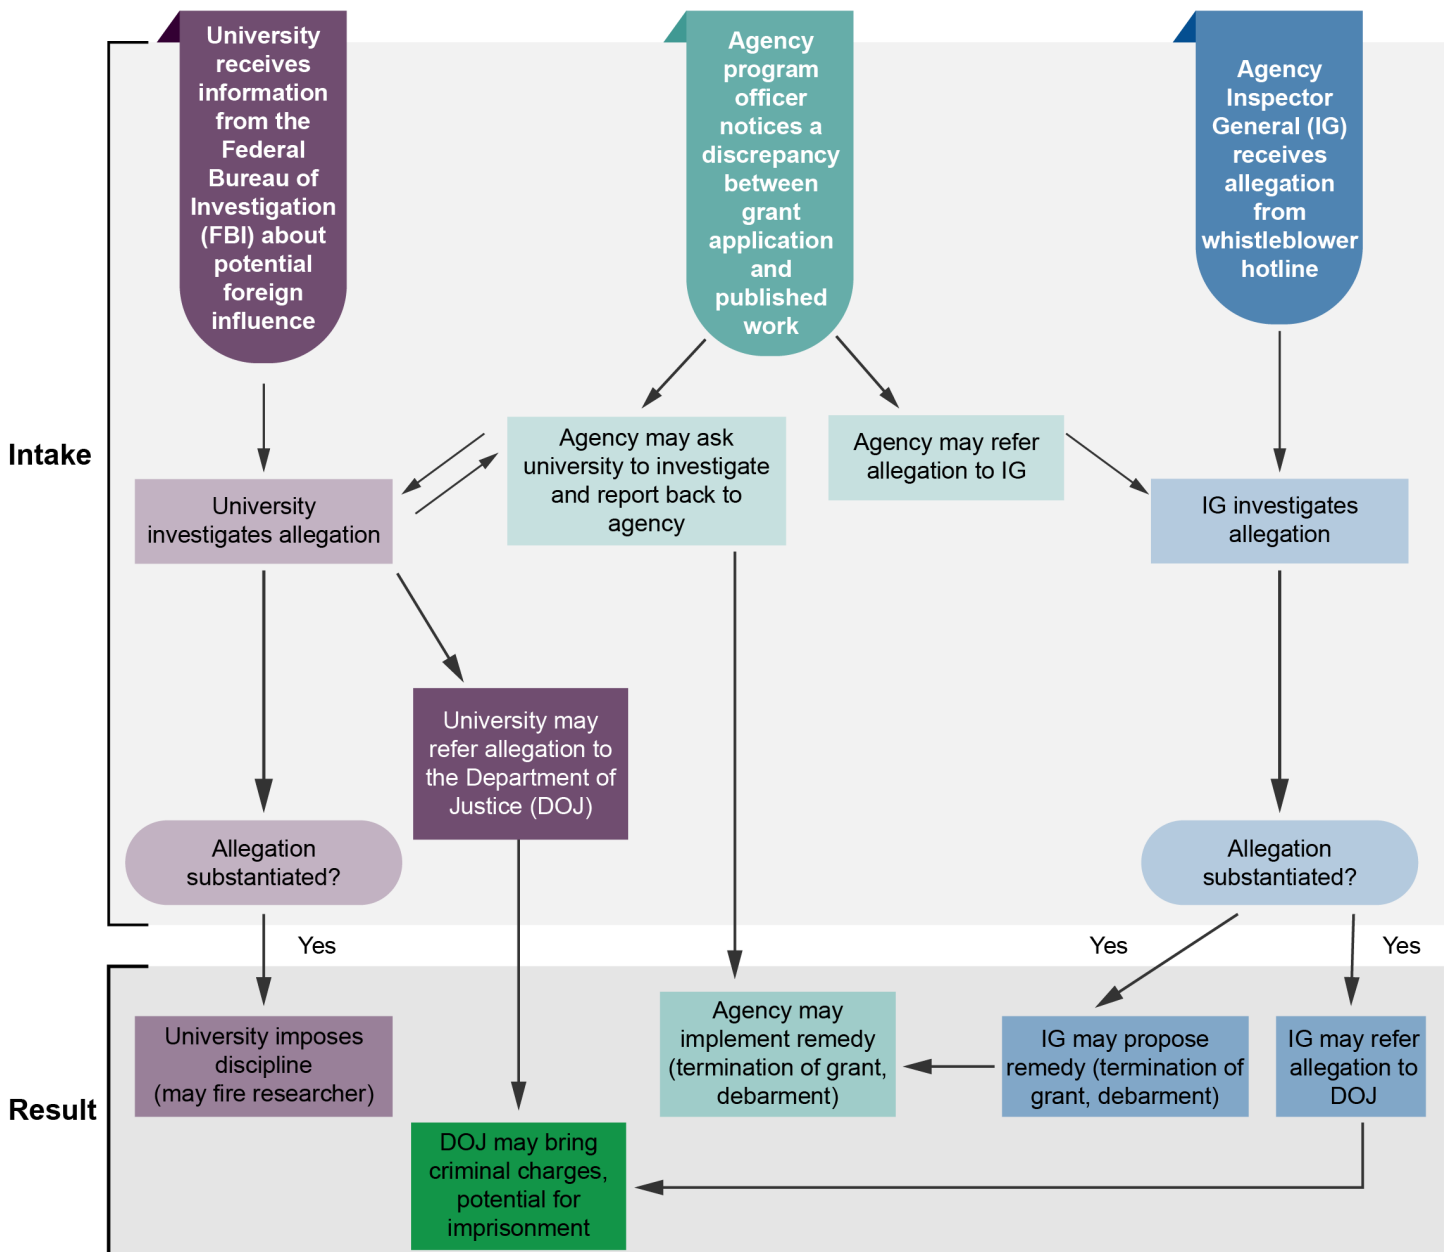 University
receives
information
from the
Federal
Bureau of
Investigation
(FBI) about
potential
foreign
influence
Agency
program
officer
notices a
discrepancy
between
grant
application
and
published
work
Agency
Inspector
General (IG)
receives
allegation
from
whistleblower
hotline
Intake
University
investigates allegation
Agency may ask
university to investigate
and report back to
agency
Agency may refer
allegation to IG
IG investigates
allegation
University may
refer allegation to
the Department of
Justice (DOJ)
Allegation
substantiated?
Allegation
substantiated?
Yes
Yes
Yes
Result
University imposes
discipline
(may fire researcher)
Agency may
implement remedy
(termination of grant,
debarment)
IG may propose
remedy (termination of
grant, debarment)
IG may refer
allegation to
DOJ
DOJ may bring
criminal charges,
potential for
imprisonment